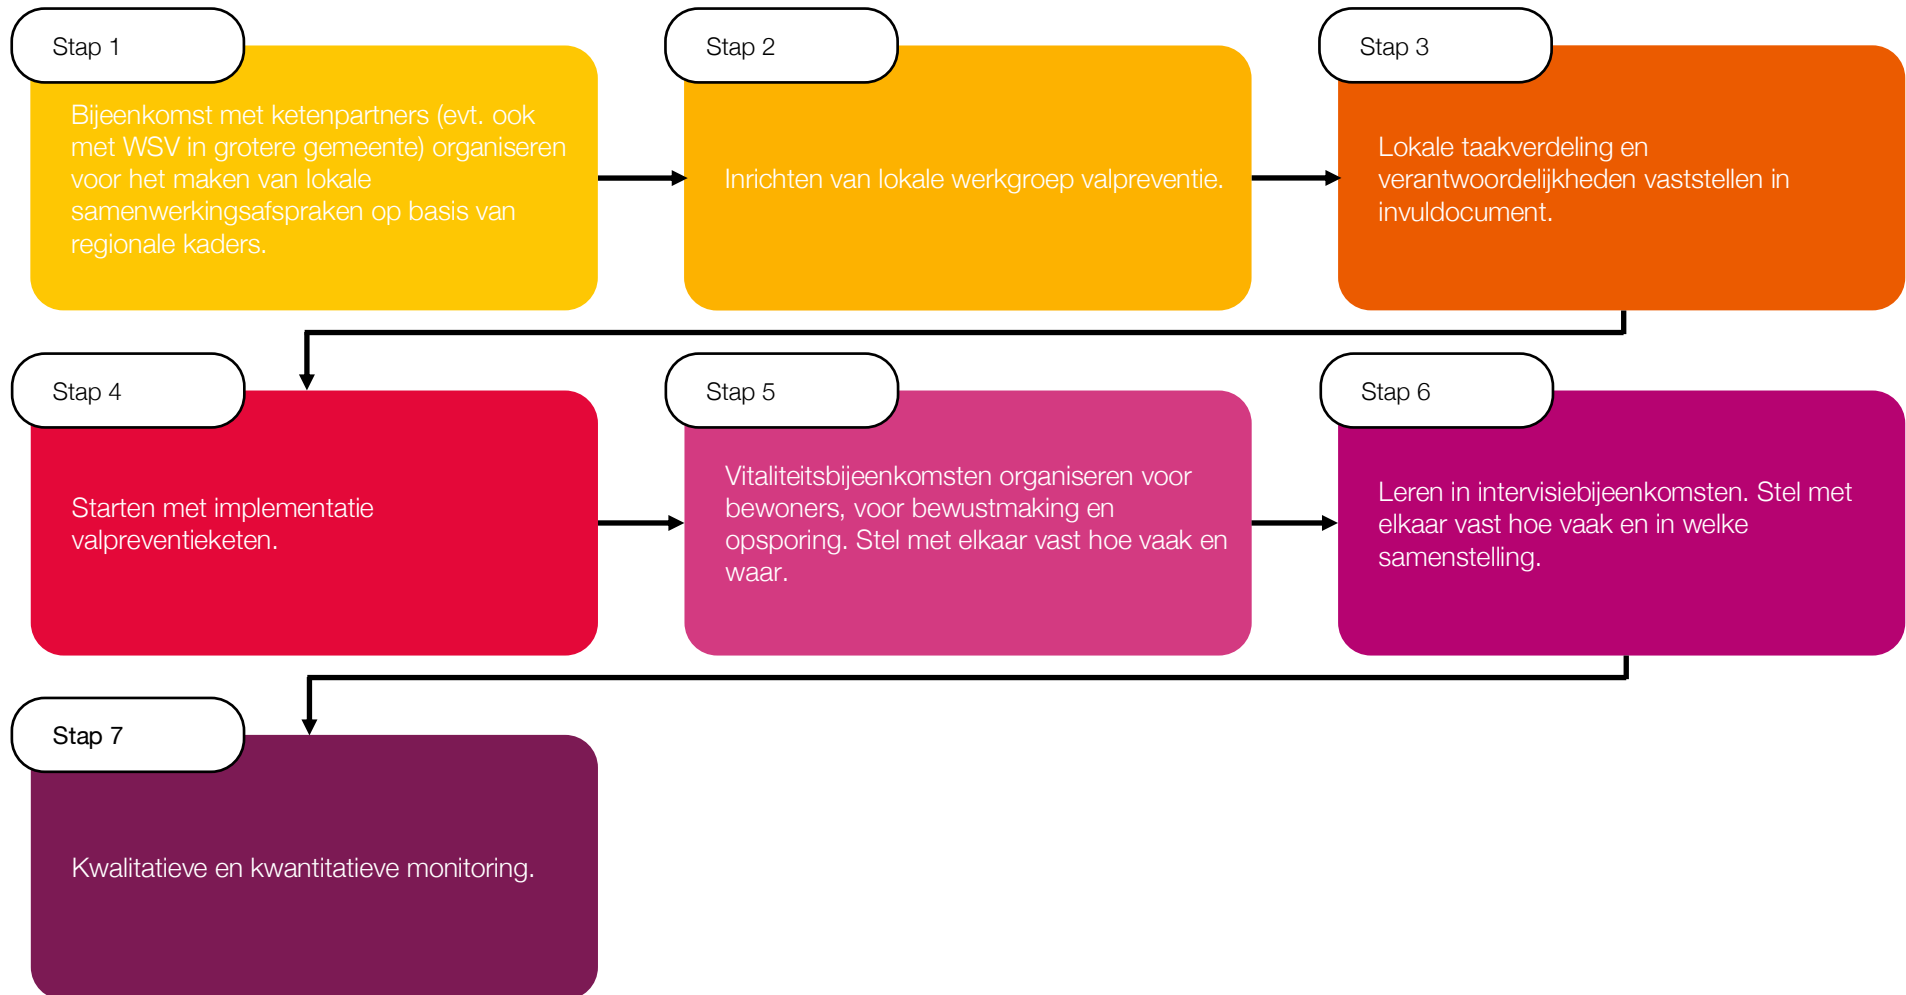 Stap 1
Bijeenkomst met ketenpartners (evt. ook
met WSV in grotere gemeente) organiseren
voor het maken van lokale
samenwerkingsafspraken op basis van
regionale kaders.
Stap 2
Inrichten van lokale werkgroep valpreventie.
Stap 3
Lokale taakverdeling en
verantwoordelijkheden vaststellen in
invuldocument.
Stap 4
Starten met implementatie
valpreventieketen.
Stap 5
Vitaliteitsbijeenkomsten organiseren voor
bewoners, voor bewustmaking en
opsporing. Stel met elkaar vast hoe vaak en
waar.
Stap 6
Leren in intervisiebijeenkomsten. Stel met
elkaar vast hoe vaak en in welke
samenstelling.
Stap 7
Kwalitatieve en kwantitatieve monitoring.